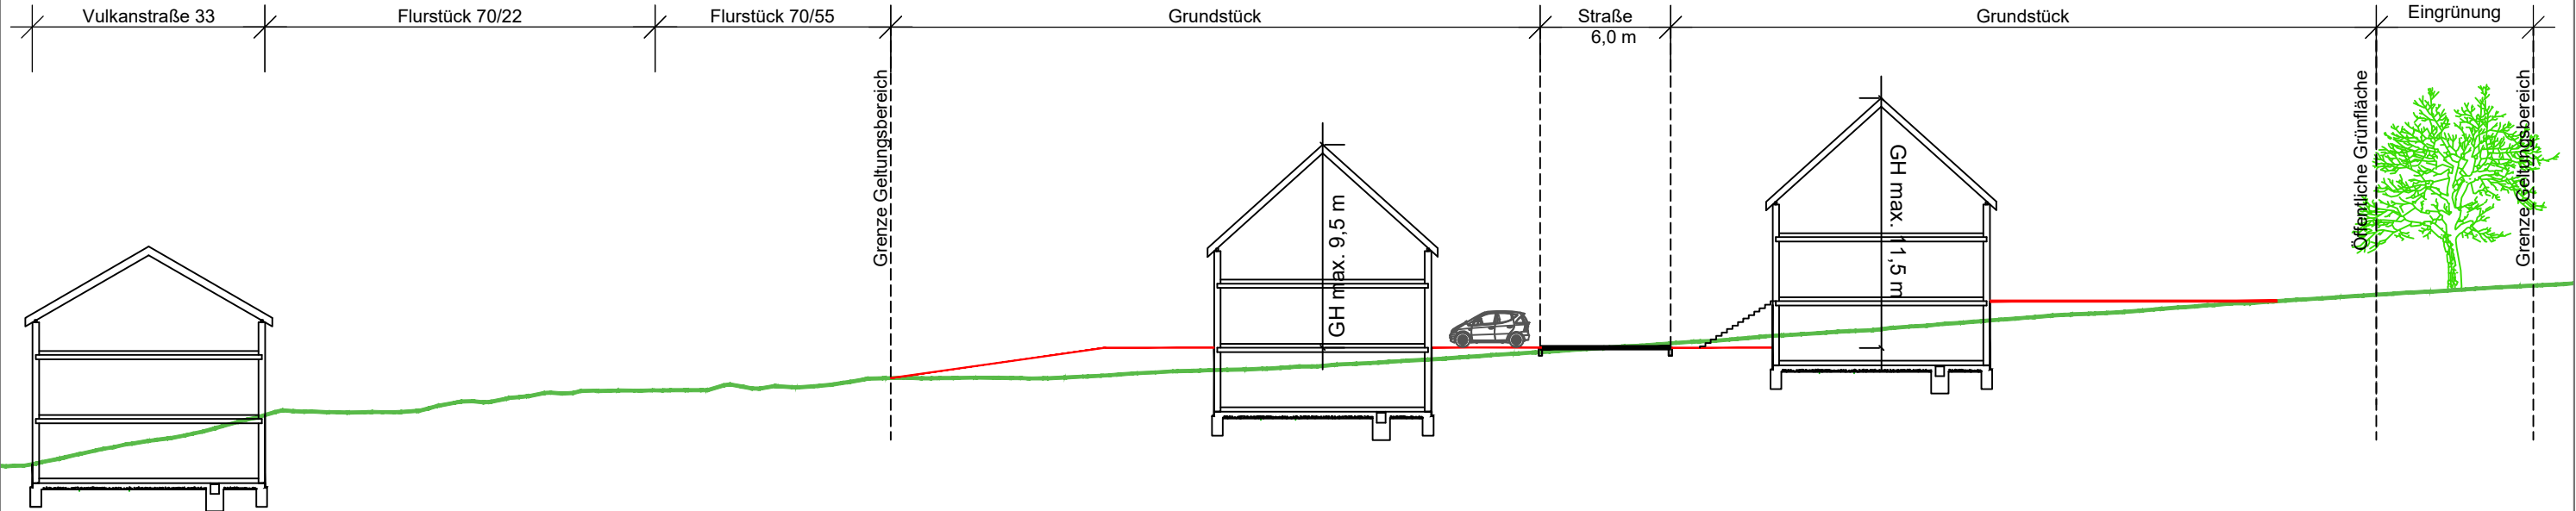 Vulkanstraße 33
Flurstück 70/22
Flurstück 70/55
Grundstück
Straße
6,0 m
Grundstück
Eingrünung
Grenze Geltungsbereich
GH max. 9,5 m
GH max. 11,5 m
Öffentliche Grünfläche
Grenze Geltungsbereich